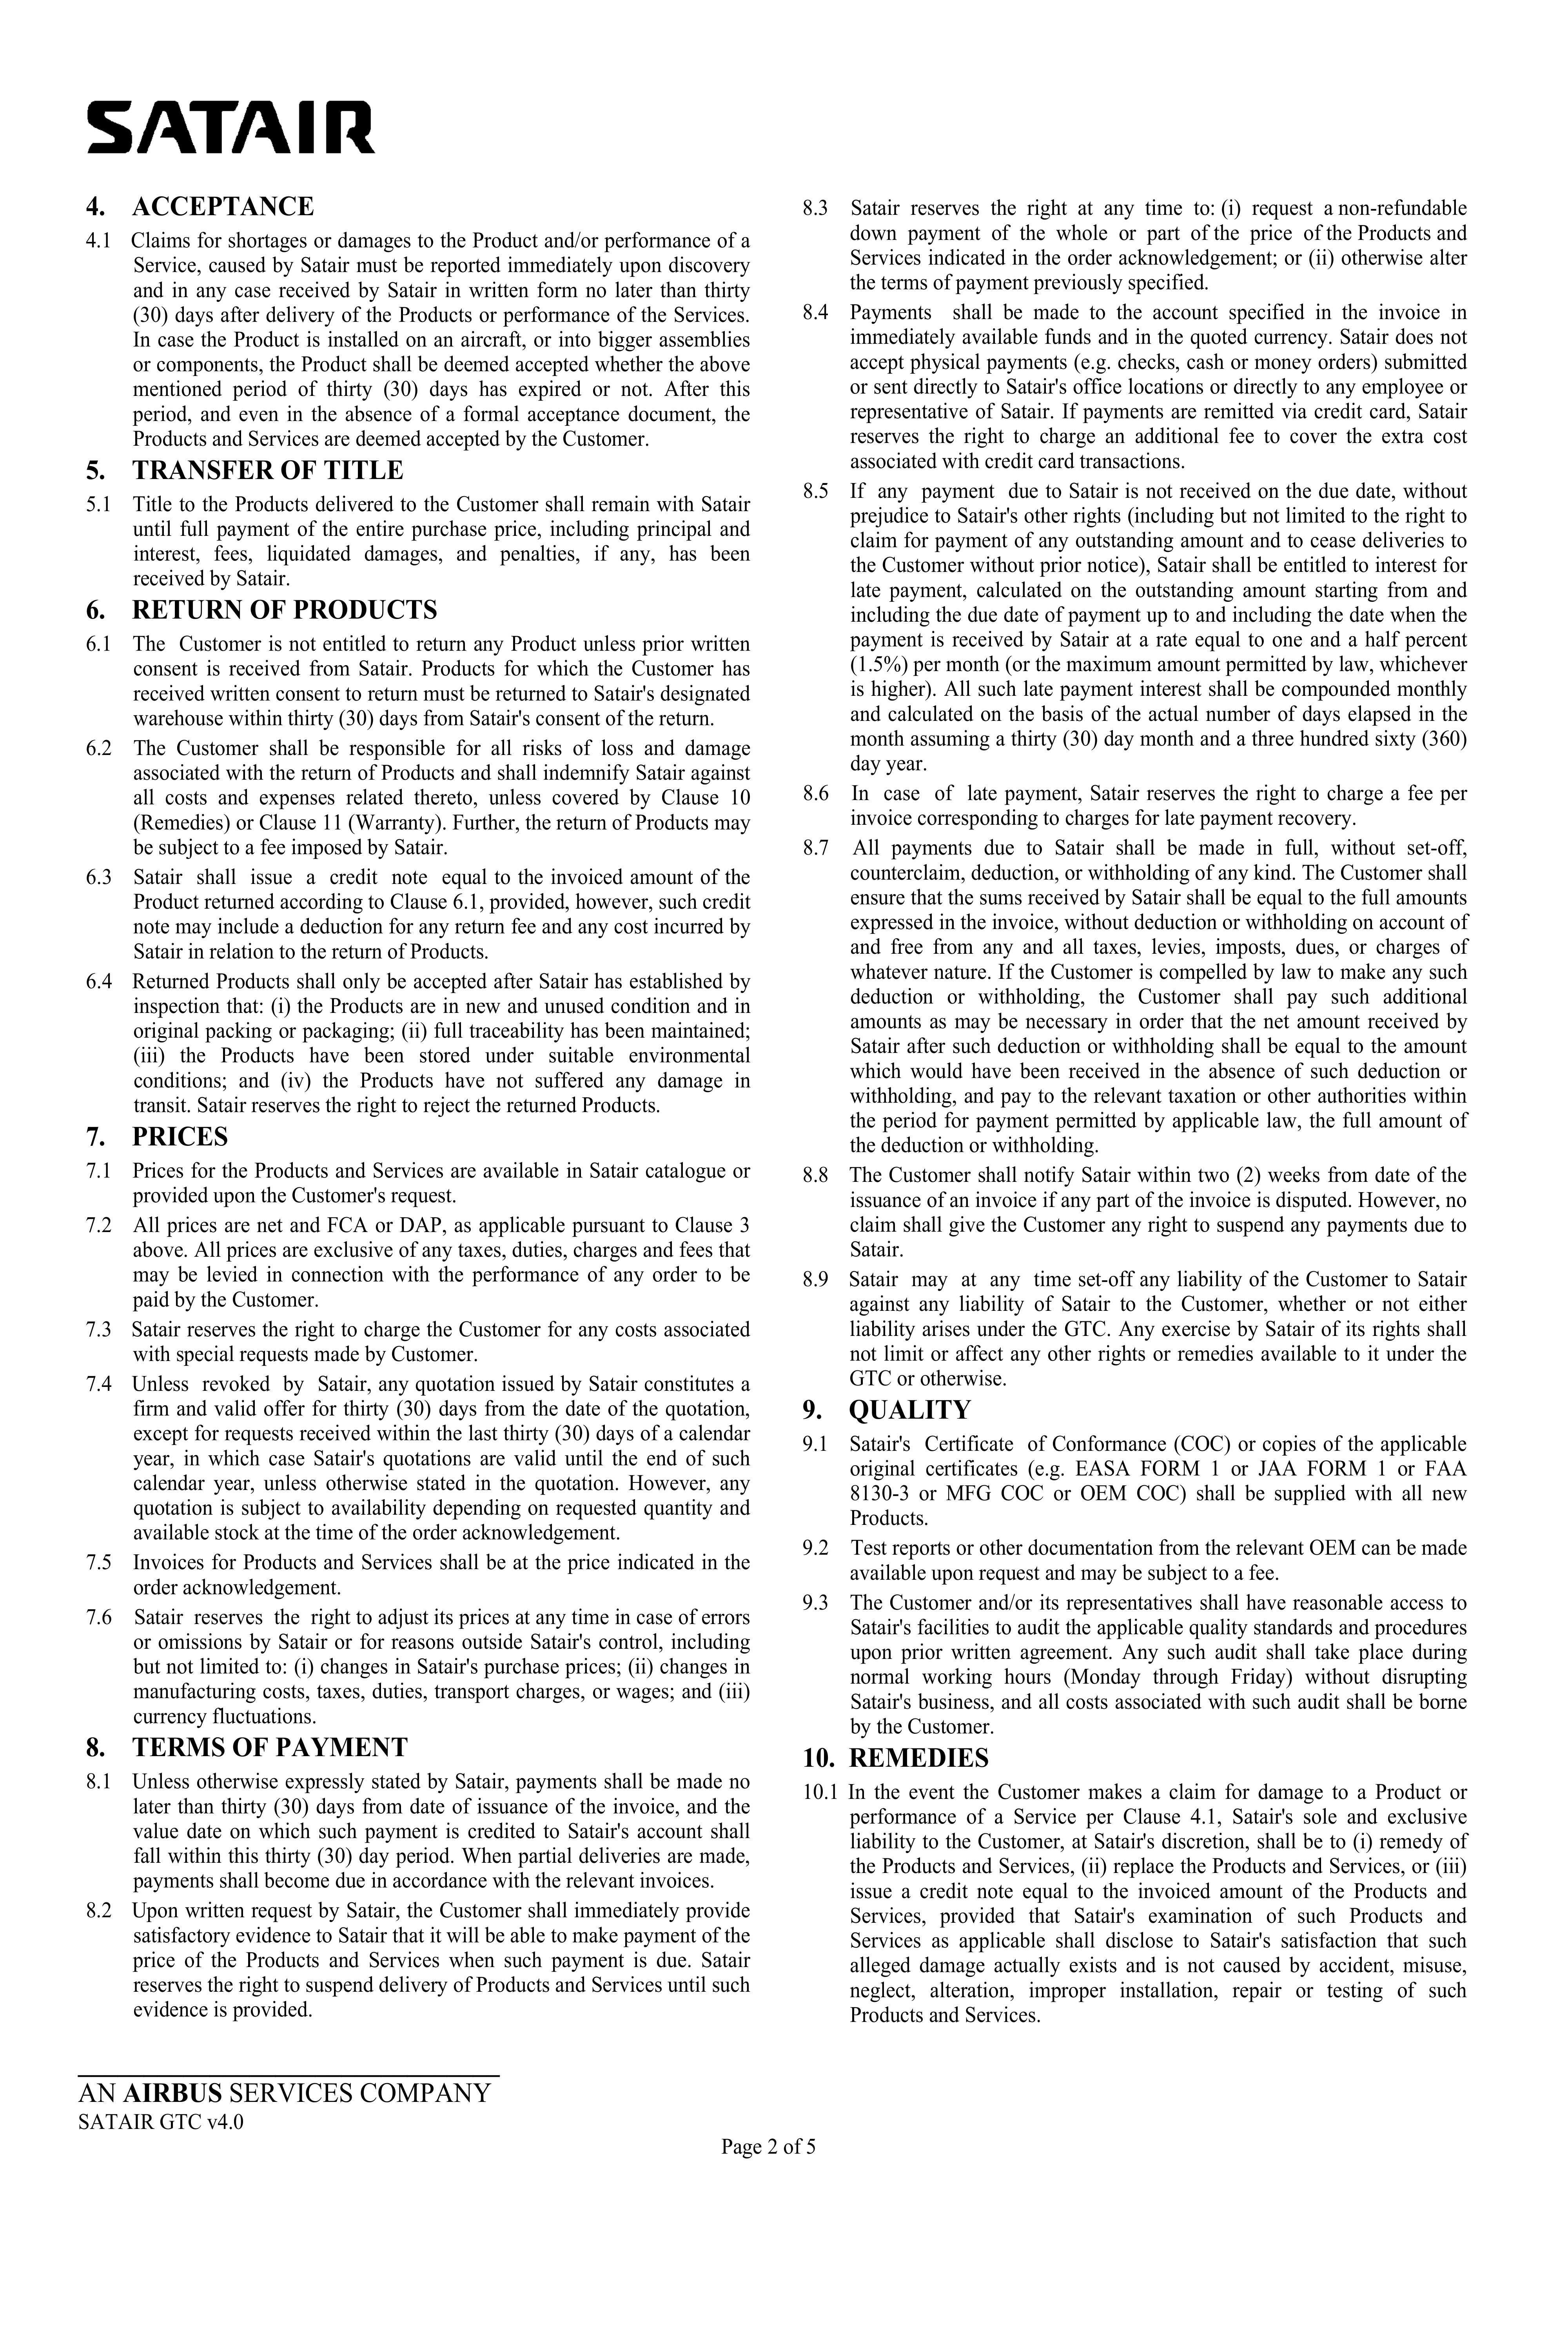 SATAIR
4. ACCEPTANCE
4.1 Claims for shortages or damages to the Product and/or performance of a
Service, caused by Satair must be reported immediately upon discovery
and in any case received by Satair in written form no later than thirty
(30) days after delivery of the Products or performance of the Services.
In case the Product is installed on an aircraft, or into bigger assemblies
or components, the Product shall be deemed accepted whether the above
mentioned period of thirty (30) days has expired or not. After this
period, and even in the absence of a formal acceptance document, the
Products and Services are deemed accepted by the Customer.
5. TRANSFER OF TITLE
5.1 Title to the Products delivered to the Customer shall remain with Satair
until full payment of the entire purchase price, including principal and
interest, fees, liquidated damages, and penalties, if any, has been
received by Satair.
6. RETURN OF PRODUCTS
6.1 The Customer is not entitled to return any Product unless prior written
consent is received from Satair. Products for which the Customer has
received written consent to return must be returned to Satair's designated
warehouse within thirty (30) days from Satair's consent of the return.
6.2 The Customer shall be responsible for all risks of loss and damage
associated with the return of Products and shall indemnify Satair against
all costs and expenses related thereto, unless covered by Clause 10
(Remedies) or Clause 11 (Warranty). Further, the return of Products may
be subject to a fee imposed by Satair.
6.3 Satair shall issue a credit note equal to the invoiced amount of the
Product returned according to Clause 6.1, provided, however, such credit
note may include a deduction for any return fee and any cost incurred by
Satair in relation to the return of Products.
6.4 Returned Products shall only be accepted after Satair has established by
inspection that: (i) the Products are in new and unused condition and in
original packing or packaging; (ii) full traceability has been maintained;
(iii) the Products have been stored under suitable environmental
conditions; and (iv) the Products have not suffered any damage in
transit. Satair reserves the right to reject the returned Products.
7. PRICES
7.1 Prices for the Products and Services are available in Satair catalogue or
provided upon the Customer's request.
7.2 All prices are net and FCA or DAP, as applicable pursuant to Clause 3
above. All prices are exclusive of any taxes, duties, charges and fees that
may be levied in connection with the performance of any order to be
paid by the Customer.
7.3 Satair reserves the right to charge the Customer for any costs associated
with special requests made by Customer.
7.4 Unless revoked by Satair, any quotation issued by Satair constitutes a
firm and valid offer for thirty (30) days from the date of the quotation,
except for requests received within the last thirty (30) days of a calendar
year, in which case Satair's quotations are valid until the end of such
calendar year, unless otherwise stated in the quotation. However, any
quotation is subject to availability depending on requested quantity and
available stock at the time of the order acknowledgement.
7.5 Invoices for Products and Services shall be at the price indicated in the
order acknowledgement.
7.6 Satair reserves the right to adjust its prices at any time in case of errors
or omissions by Satair or for reasons outside Satair's control, including
but not limited to: (i) changes in Satair's purchase prices; (ii) changes in
manufacturing costs, taxes, duties, transport charges, or wages; and (iii)
currency fluctuations.
8. TERMS OF PAYMENT
8.1 Unless otherwise expressly stated by Satair, payments shall be made no
later than thirty (30) days from date of issuance of the invoice, and the
value date on which such payment is credited to Satair's account shall
fall within this thirty (30) day period. When partial deliveries are made,
payments shall become due in accordance with the relevant invoices.
8.2 Upon written request by Satair, the Customer shall immediately provide
satisfactory evidence to Satair that it will be able to make payment of the
price of the Products and Services when such payment is due. Satair
reserves the right to suspend delivery of Products and Services until such
evidence is provided.
8.3 Satair reserves the right at any time to: (i) request a non-refundable
down payment of the whole or part of the price of the Products and
Services indicated in the order acknowledgement; or (ii) otherwise alter
the terms of payment previously specified.
8.4 Payments shall be made to the account specified in the invoice in
immediately available funds and in the quoted currency. Satair does not
accept physical payments (e.g. checks, cash or money orders) submitted
or sent directly to Satair's office locations or directly to any employee or
representative of Satair. If payments are remitted via credit card, Satair
reserves the right to charge an additional fee to cover the extra cost
associated with credit card transactions.
8.5 If any payment due to Satair is not received on the due date, without
prejudice to Satair's other rights (including but not limited to the right to
claim for payment of any outstanding amount and to cease deliveries to
the Customer without prior notice), Satair shall be entitled to interest for
late payment, calculated on the outstanding amount starting from and
including the due date of payment up to and including the date when the
payment is received by Satair at a rate equal to one and a half percent
(1.5%) per month (or the maximum amount permitted by law, whichever
is higher). All such late payment interest shall be compounded monthly
and calculated on the basis of the actual number of days elapsed in the
month assuming a thirty (30) day month and a three hundred sixty (360)
day year.
8.6 In case of late payment, Satair reserves the right to charge a fee per
invoice corresponding to charges for late payment recovery.
8.7 All payments due to Satair shall be made in full, without set-off,
counterclaim, deduction, or withholding of any kind. The Customer shall
ensure that the sums received by Satair shall be equal to the full amounts
expressed in the invoice, without deduction or withholding on account of
and free from any and all taxes, levies, imposts, dues, or charges of
whatever nature. If the Customer is compelled by law to make any such
deduction or withholding, the Customer shall pay such additional
amounts as may be necessary in order that the net amount received by
Satair after such deduction or withholding shall be equal to the amount
which would have been received in the absence of such deduction or
withholding, and pay to the relevant taxation or other authorities within
the period for payment permitted by applicable law, the full amount of
the deduction or withholding.
8.8 The Customer shall notify Satair within two (2) weeks from date of the
issuance of an invoice if any part of the invoice is disputed. However, no
claim shall give the Customer any right to suspend any payments due to
Satair.
8.9 Satair may at any time set-off any liability of the Customer to Satair
against any liability of Satair to the Customer, whether or not either
liability arises under the GTC. Any exercise by Satair of its rights shall
not limit or affect any other rights or remedies available to it under the
GTC or otherwise.
9. QUALITY
9.1 Satair's Certificate of Conformance (COC) or copies of the applicable
original certificates (e.g. EASA FORM 1 or JAA FORM 1 or FAA
8130-3 or MFG COC or OEM COC) shall be supplied with all new
Products.
9.2 Test reports or other documentation from the relevant OEM can be made
available upon request and may be subject to a fee.
9.3 The Customer and/or its representatives shall have reasonable access to
Satair's facilities to audit the applicable quality standards and procedures
upon prior written agreement. Any such audit shall take place during
normal working hours (Monday through Friday) without disrupting
Satair's business, and all costs associated with such audit shall be borne
by the Customer.
10. REMEDIES
10.1 In the event the Customer makes a claim for damage to a Product or
performance of a Service per Clause 4.1, Satair's sole and exclusive
liability to the Customer, at Satair's discretion, shall be to (i) remedy of
the Products and Services, (ii) replace the Products and Services, or (iii)
issue a credit note equal to the invoiced amount of the Products and
Services, provided that Satair's examination of such Products and
Services as applicable shall disclose to Satair's satisfaction that such
alleged damage actually exists and is not caused by accident, misuse,
neglect, alteration, improper installation, repair or testing of such
Products and Services.
AN AIRBUS SERVICES COMPANY
SATAIR GTC v4.0
Page 2 of 5